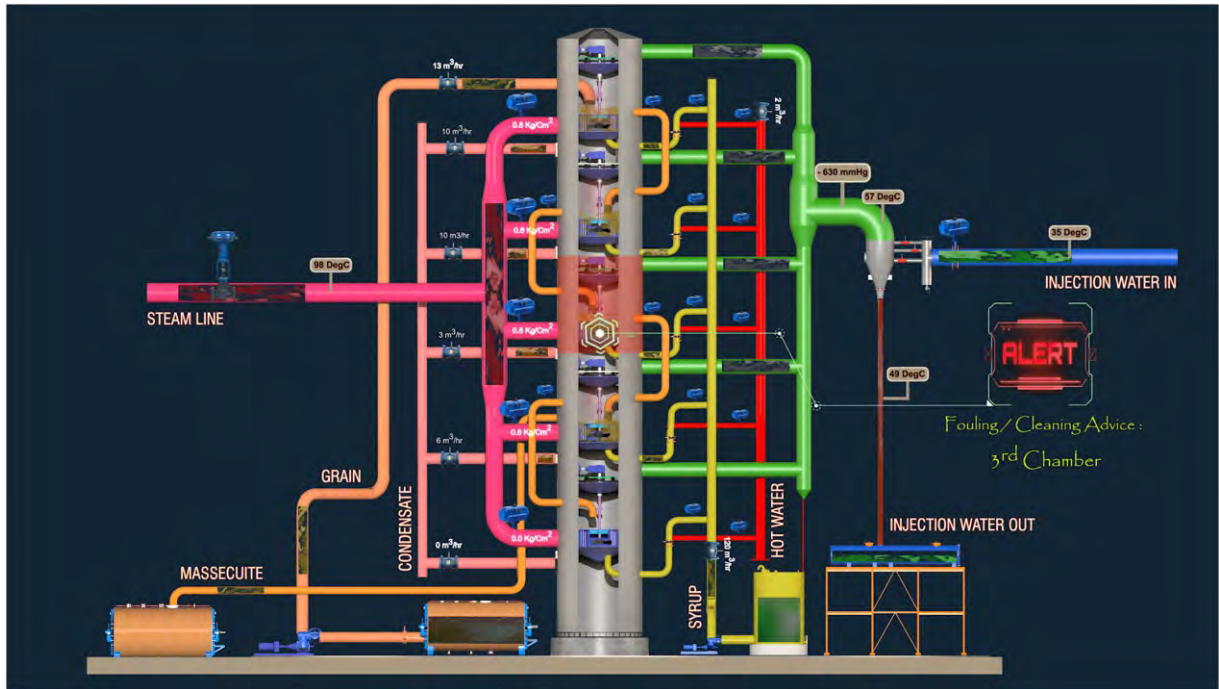 13 m³/hr
2 m³/hr
0.8 Kg/Cm²
10 m³/hr
- 630 mmHg
57 DegC
35 DegC
0.6 Kg/Cm²
10 m3/hr
98 DegC
INJECTION WATER IN
STEAM LINE
0.8 Kg/Cm²
3 m³/hr
ALERT
49 DegC
Fouling / Cleaning Advice :
3rd Chamber
0.6 Kg/Cm²
6 m³/hr
GRAIN
CONDENSATE
HOT WATER
INJECTION WATER OUT
0.0 Kg/Cm²
0 m³/hr
120 m³/hr
MASSECUITE
SYRUP